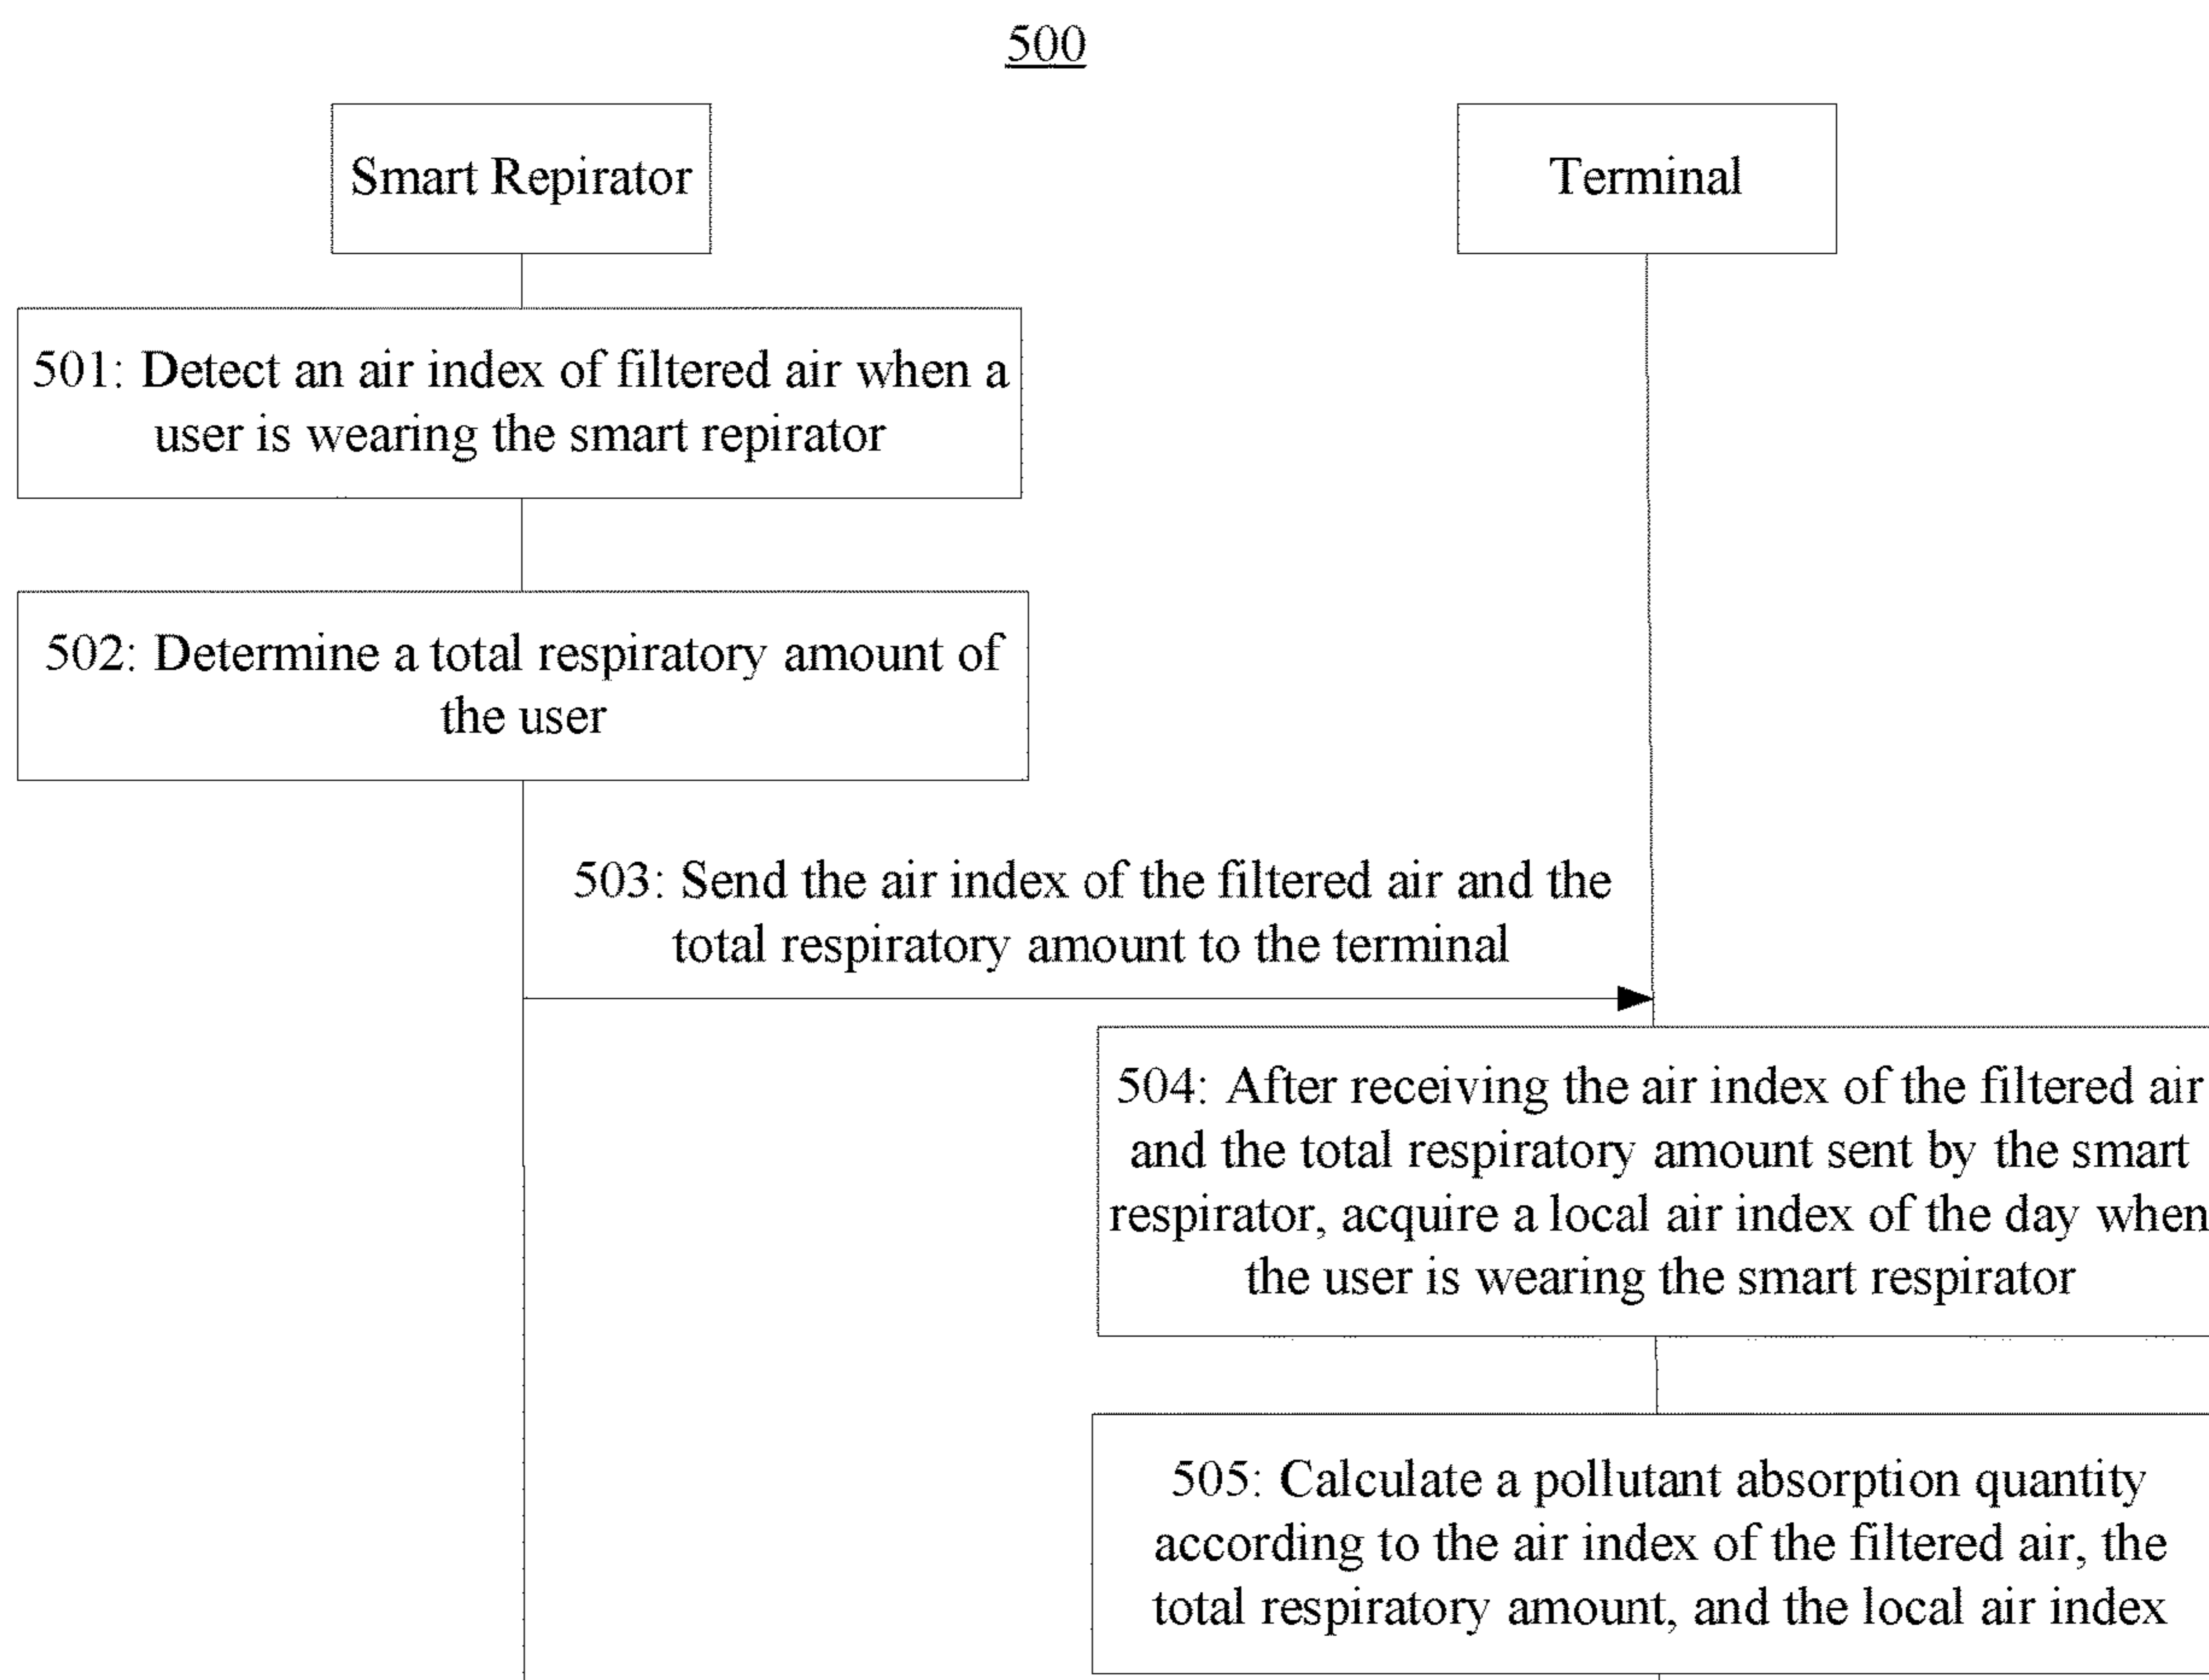 500
Smart Repirator
Terminal
501: Detect an air index of filtered air when a
user is wearing the smart repirator
502: Determine a total respiratory amount of
the user
503: Send the air index of the filtered air and the
total respiratory amount to the terminal
504: After receiving the air index of the filtered air
and the total respiratory amount sent by the smart
respirator, acquire a local air index of the day when
the user is wearing the smart respirator
505: Calculate a pollutant absorption quantity
according to the air index of the filtered air, the
total respiratory amount, and the local air index